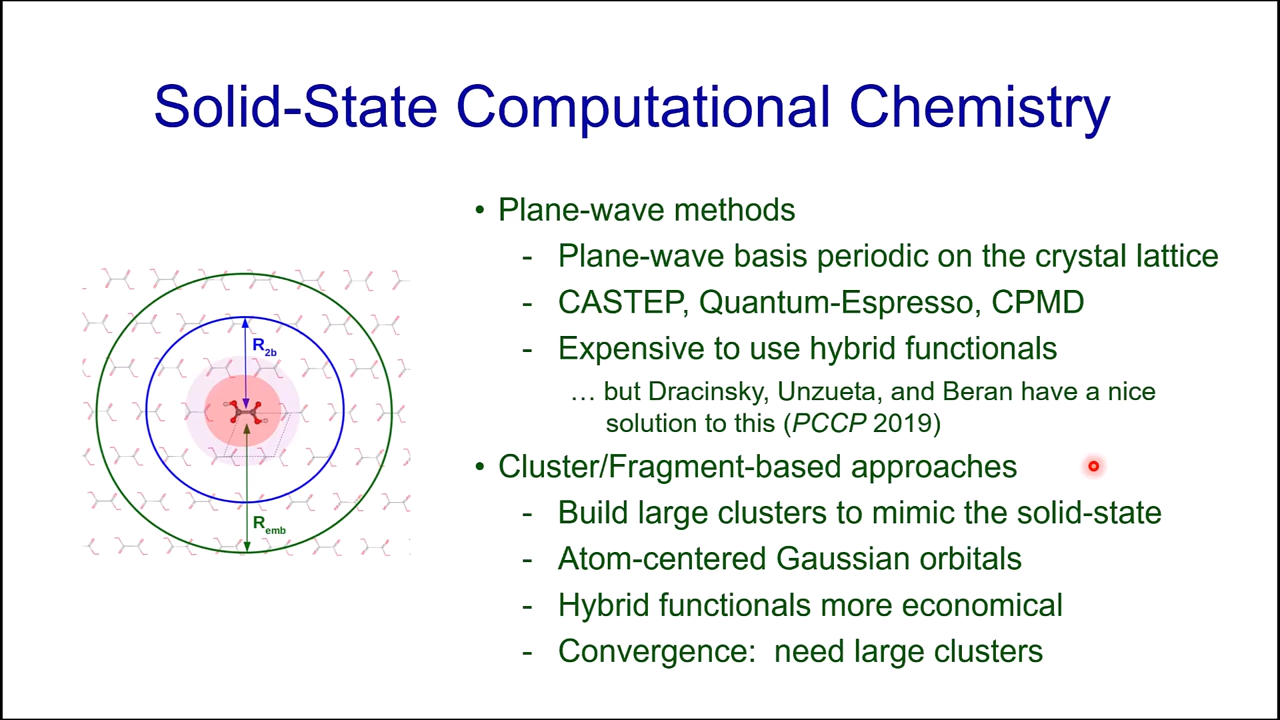 Solid-State Computational Chemistry
• Plane-wave methods
- Plane-wave basis periodic on the crystal lattice
- CASTEP, Quantum-Espresso, CPMD
- Expensive to use hybrid functionals
… but Dracinsky, Unzueta, and Beran have a nice
solution to this (PCCP 2019)
• Cluster/Fragment-based approaches
- Build large clusters to mimic the solid-state
- Atom-centered Gaussian orbitals
- Hybrid functionals more economical
- Convergence: need large clusters
R2b
Remb